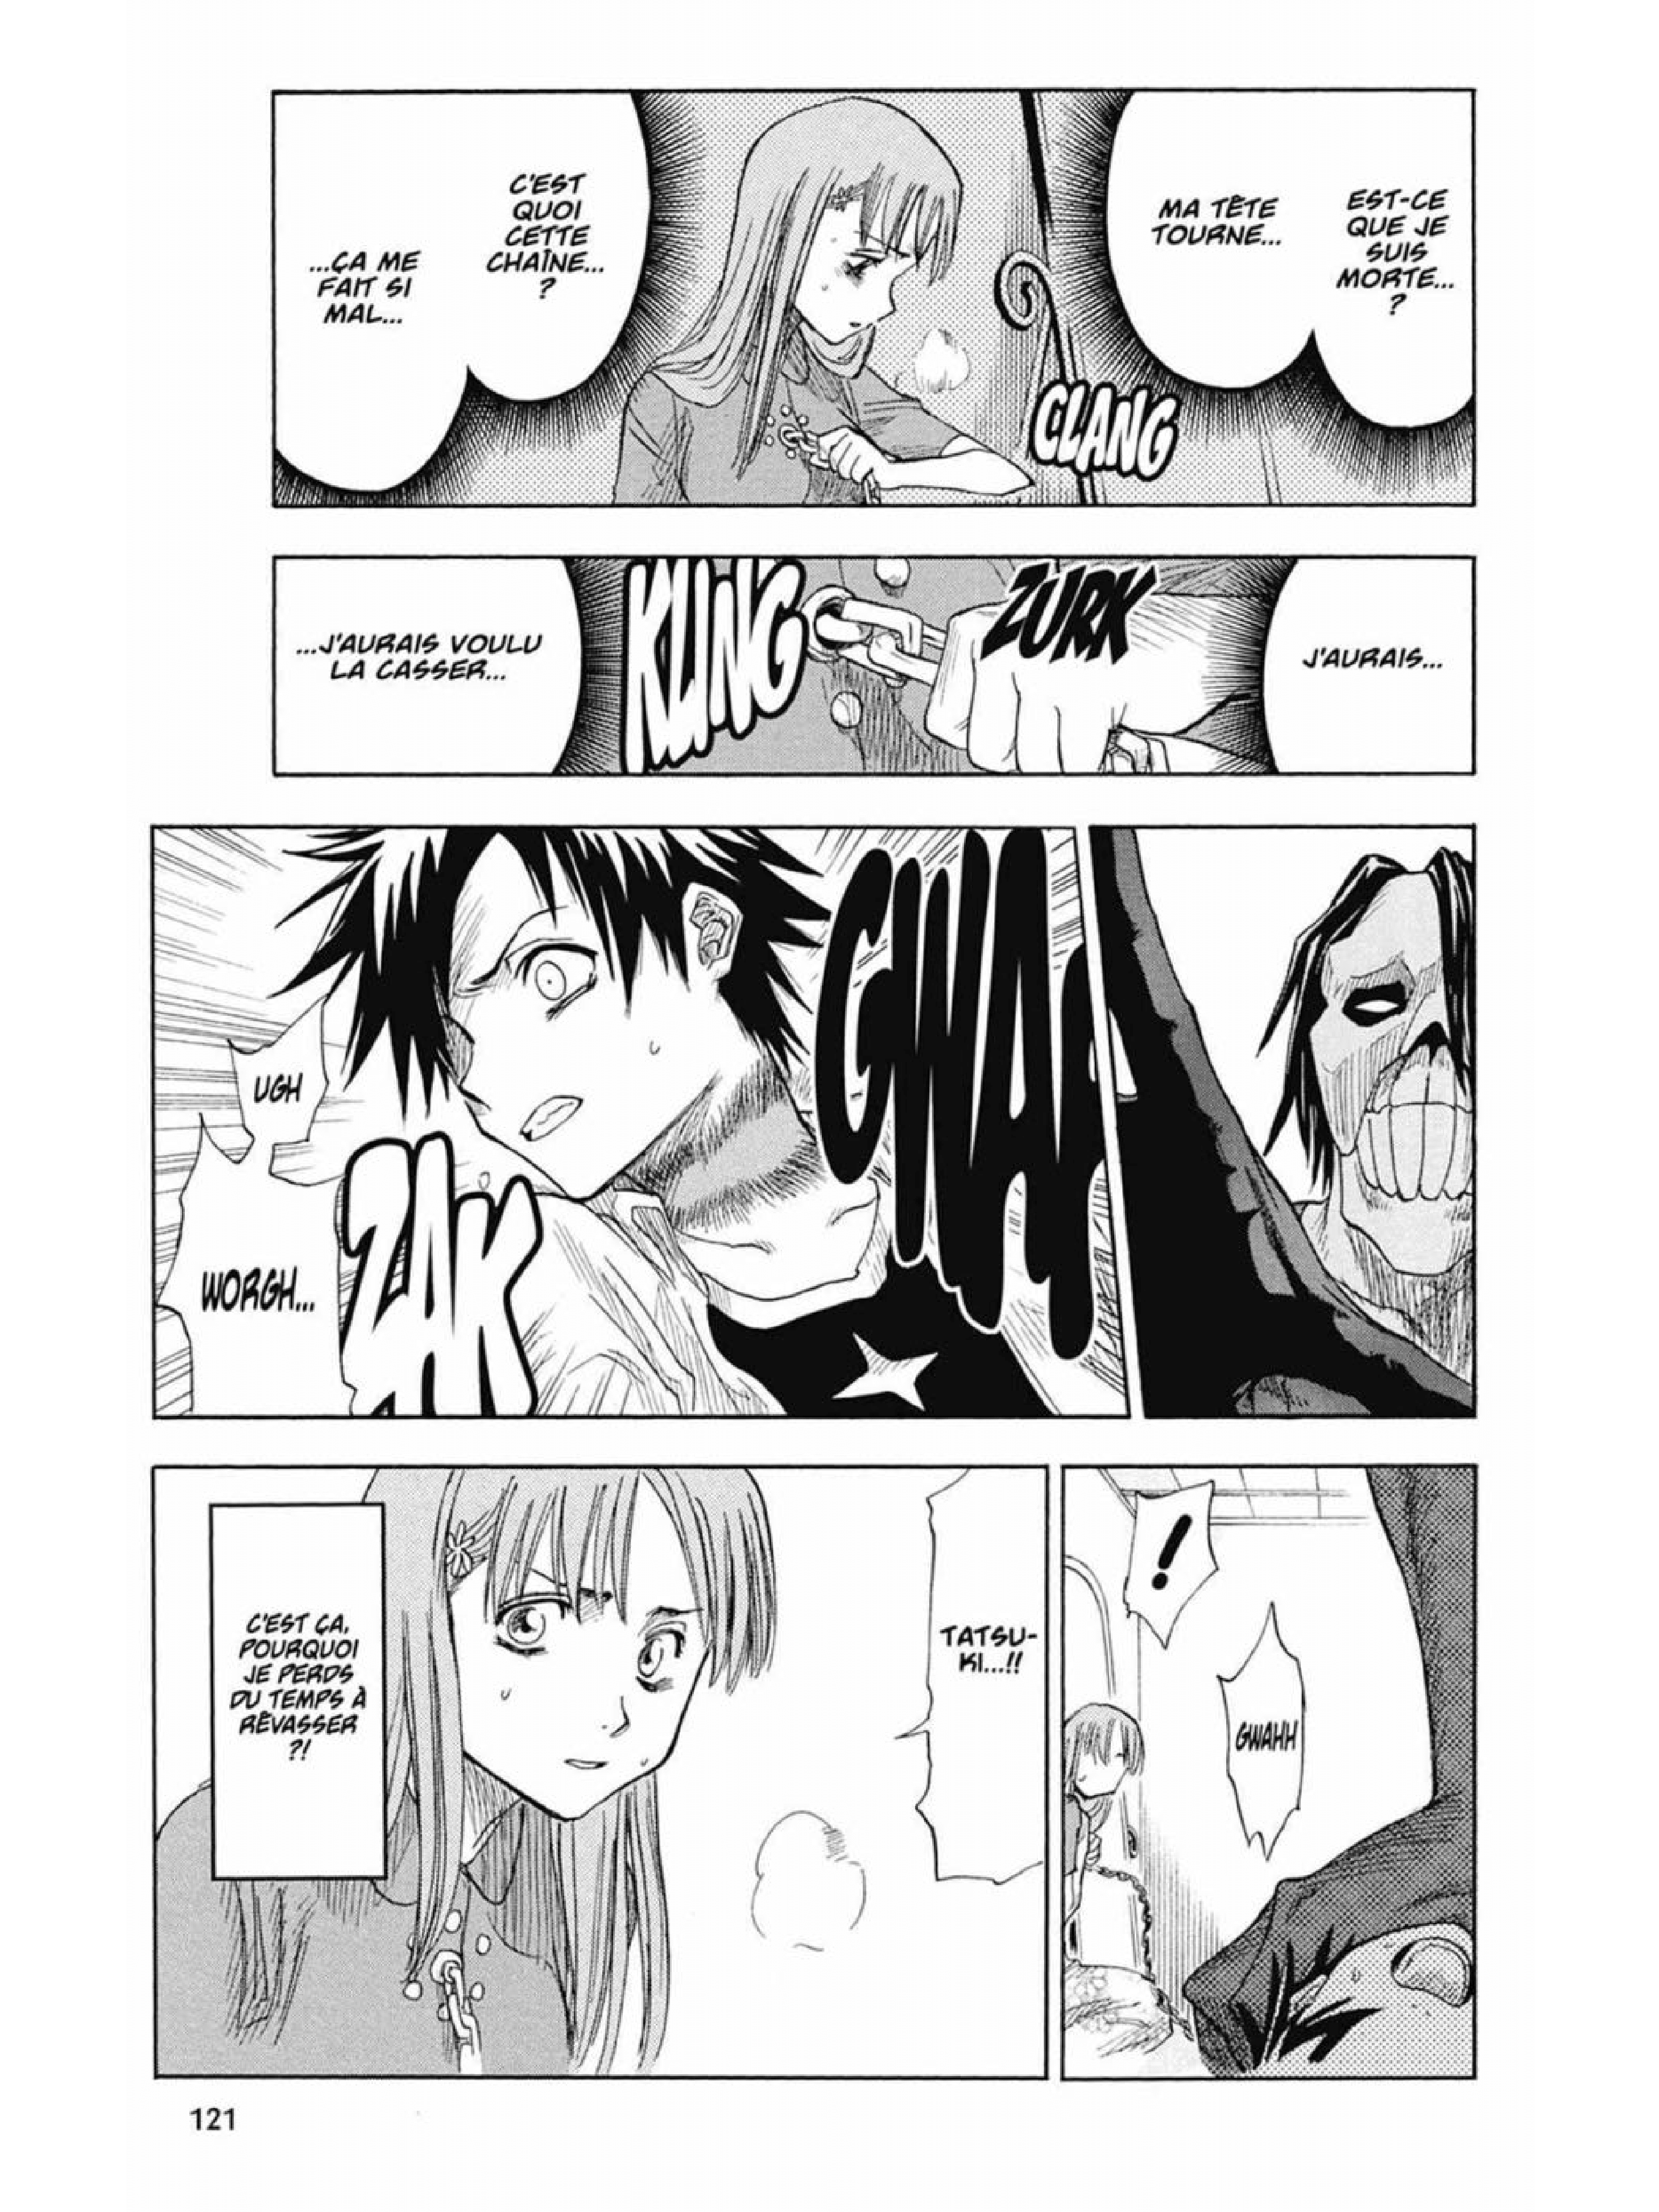 EST-CE
QUE JE
SUIS
MORTE...
?
MA TÊTE
TOURNE...
CLANG
C'EST
QUOI
CETTE
CHAÎNE...
?
...ÇA ME
FAIT SI
MAL...
J'AURAIS...
ZURK
KLING
...J'AURAIS VOULU
LA CASSER...
GWAA
UGH
ZAK
WORGH...
!
GWAHH
TATSU-
KI...!!
C'EST ÇA,
POURQUOI
JE PERDS
DU TEMPS À
RÊVASSER
?!
121